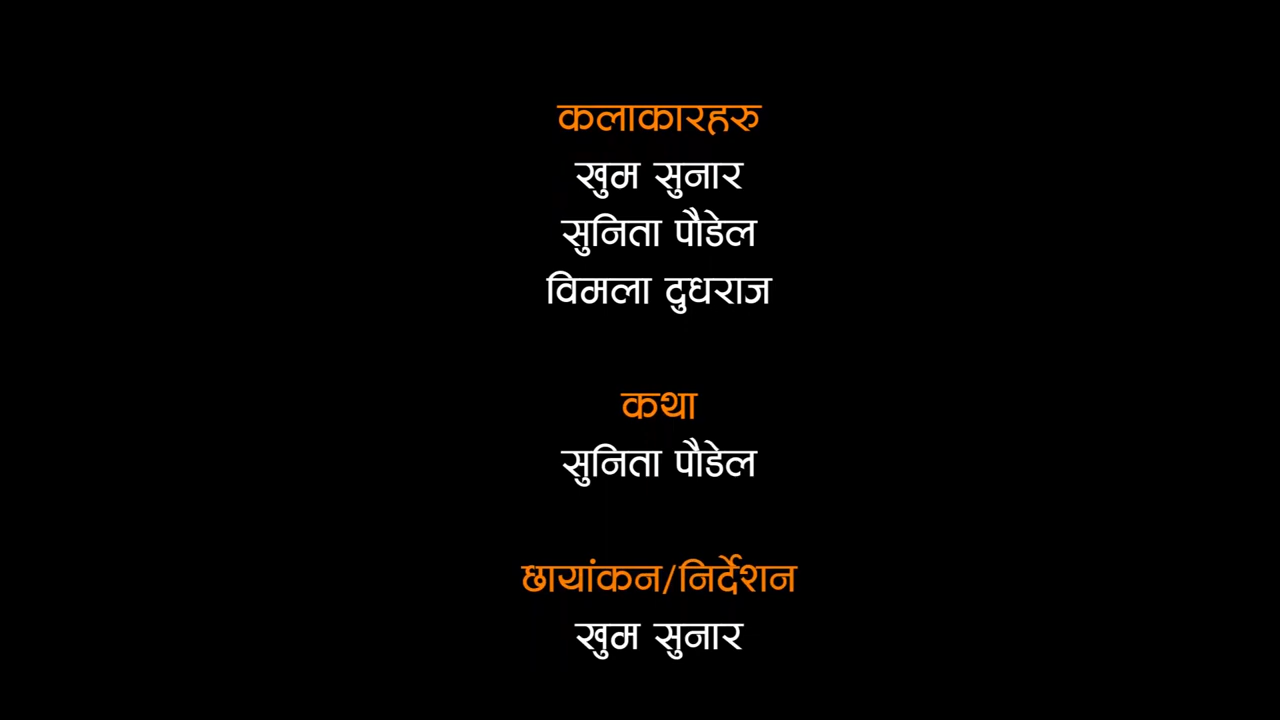 कलाकारहरु
खुम सुनार
सुनिता पौडेल
विमला दुधराज
कथा
सुनिता पौडेल
छायांकन/निर्देशन
खुम सुनार